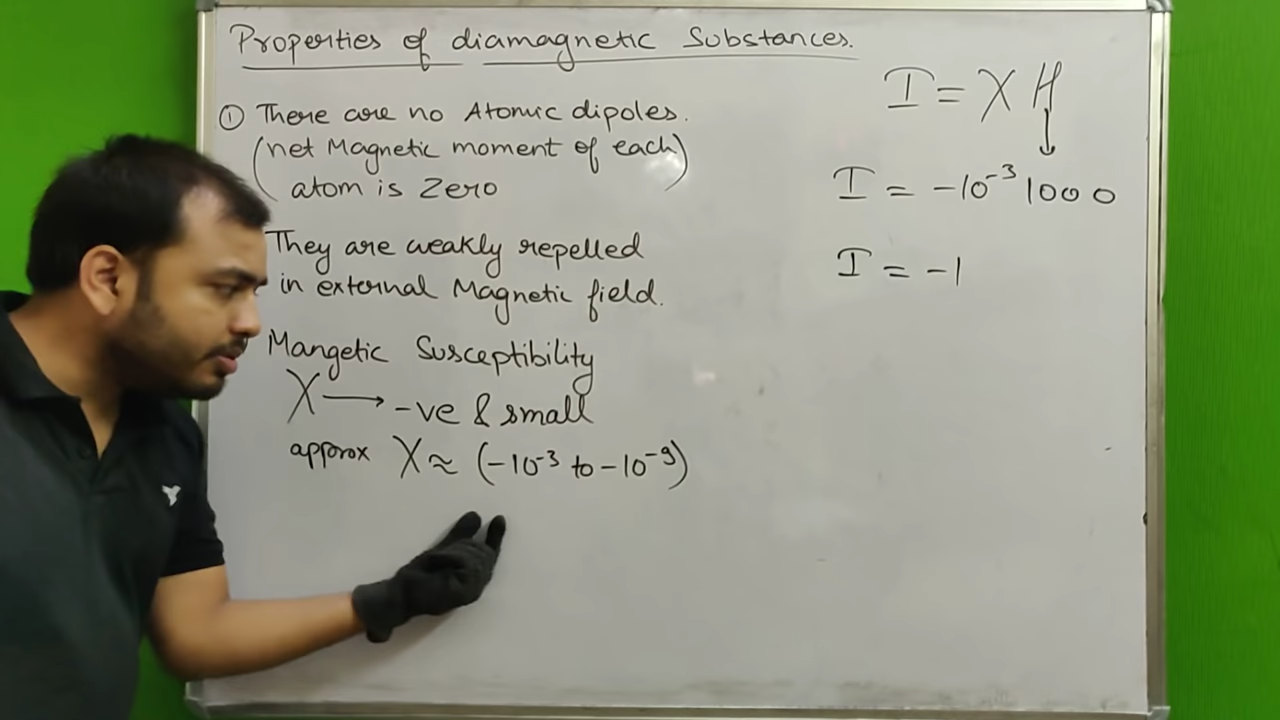 Properties of diamagnetic Substances.
① There are no Atomic dipoles.
(net Magnetic moment of each
atom is Zero)
They are weakly repelled
in external Magnetic field.
Mangetic Susceptibility
χ → -ve & small
approx χ ≈ (-10⁻³ to -10⁻⁹)
I = χ H
I = -10⁻³ 1000
I = -1